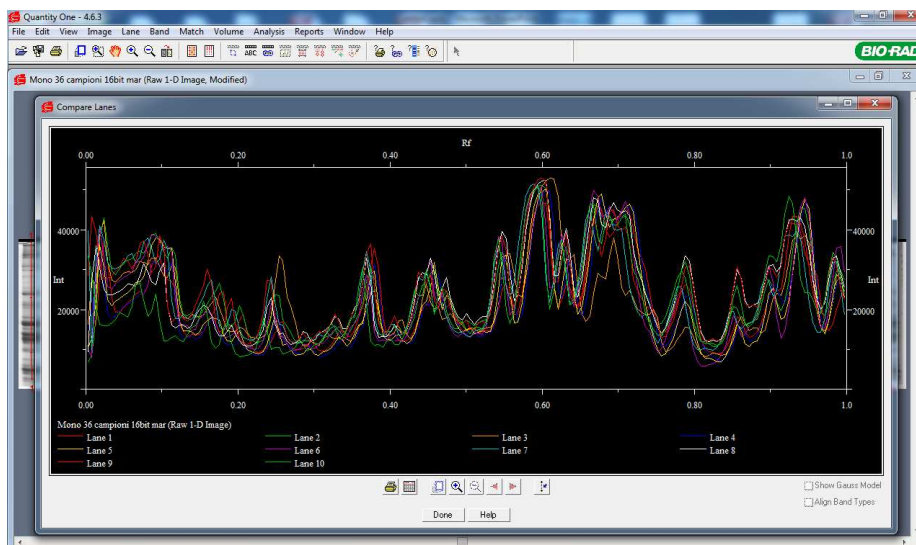 Quantity One - 4.6.3
File Edit View Image Lane Band Match Volume Analysis Reports Window Help
ABC
BIO-RAD
Mono 36 campioni 16bit mar (Raw 1-D Image, Modified)
Compare Lanes
Rf
0.00 0.20 0.40 0.60 0.80 1.0
40000 40000
Int Int
20000 20000
0.00 0.20 0.40 0.60 0.80 1.0
Mono 36 campioni 16bit mar (Raw 1-D Image)
Lane 1 Lane 2 Lane 3 Lane 4
Lane 5 Lane 6 Lane 7 Lane 8
Lane 9 Lane 10
Show Gauss Model
Align Band Types
Done Help